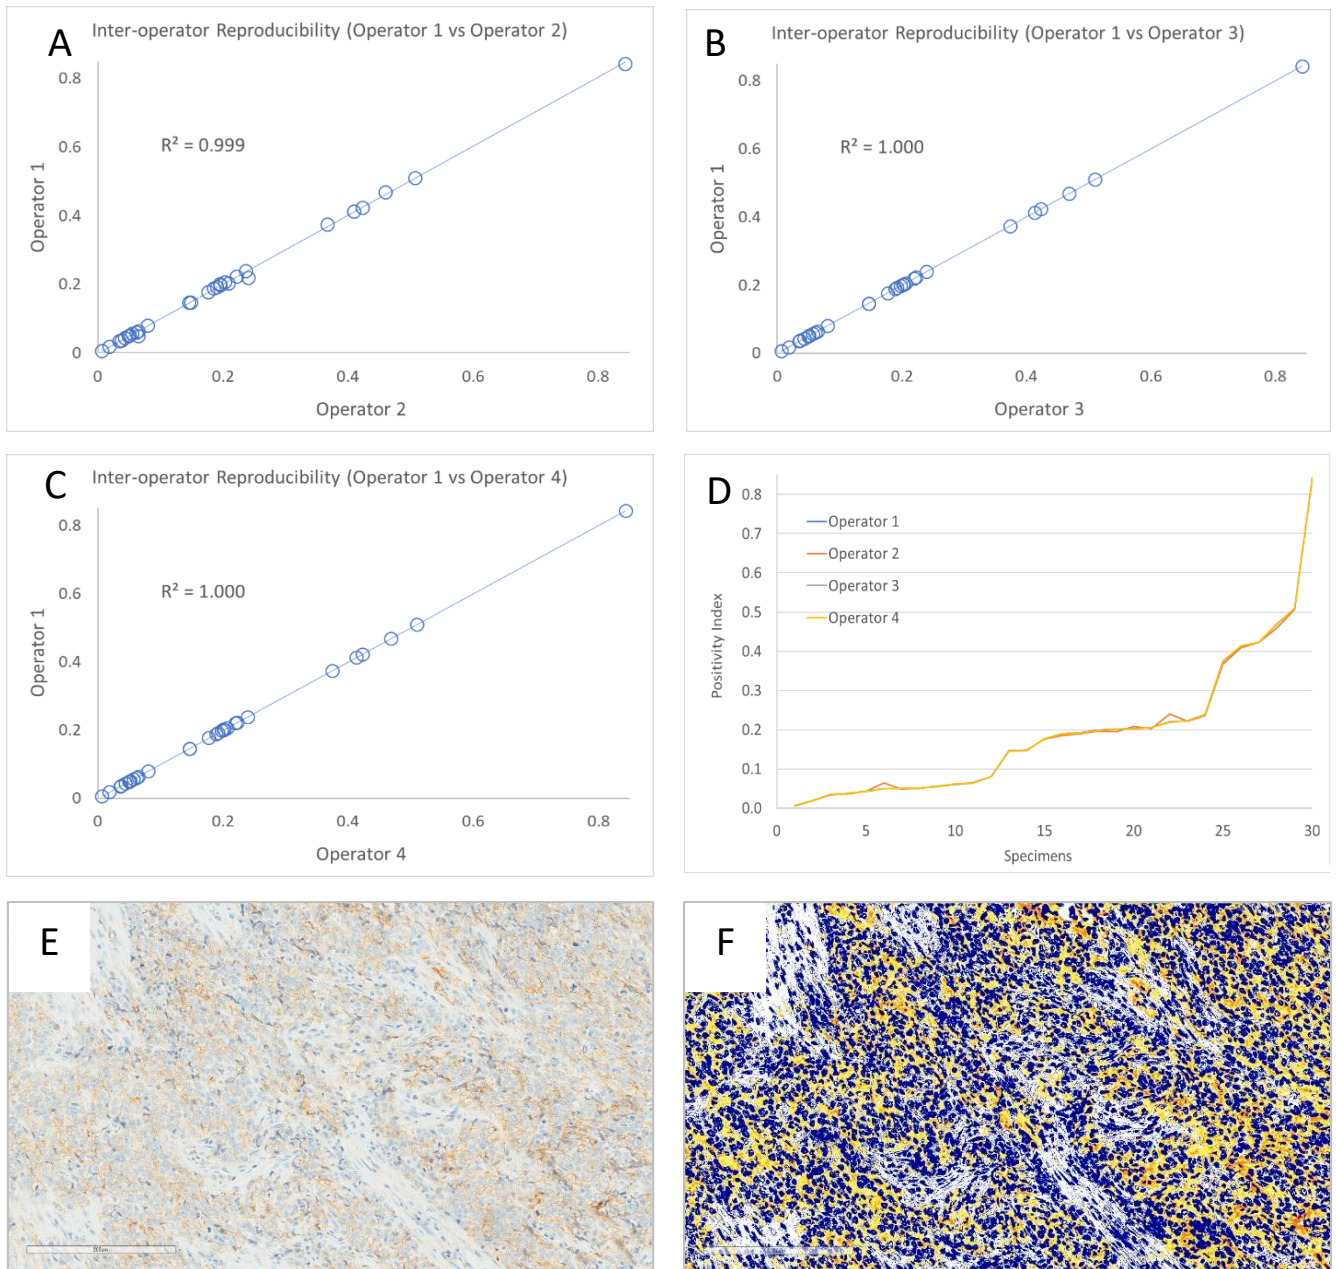 A
Inter-operator Reproducibility (Operator 1 vs Operator 2)
0.8
0.6
0.4
0.2
0
R² = 0.999
Operator 1
0
0.2
0.4
0.6
0.8
Operator 2
B
Inter-operator Reproducibility (Operator 1 vs Operator 3)
0.8
0.6
0.4
0.2
0
R² = 1.000
Operator 1
0
0.2
0.4
0.6
0.8
Operator 3
C
Inter-operator Reproducibility (Operator 1 vs Operator 4)
0.8
0.6
0.4
0.2
0
R² = 1.000
Operator 1
0
0.2
0.4
0.6
0.8
Operator 4
D
0.8
0.7
0.6
0.5
0.4
0.3
0.2
0.1
0.0
Positivity Index
Operator 1
Operator 2
Operator 3
Operator 4
0
5
10
15
20
25
30
Specimens
E
F